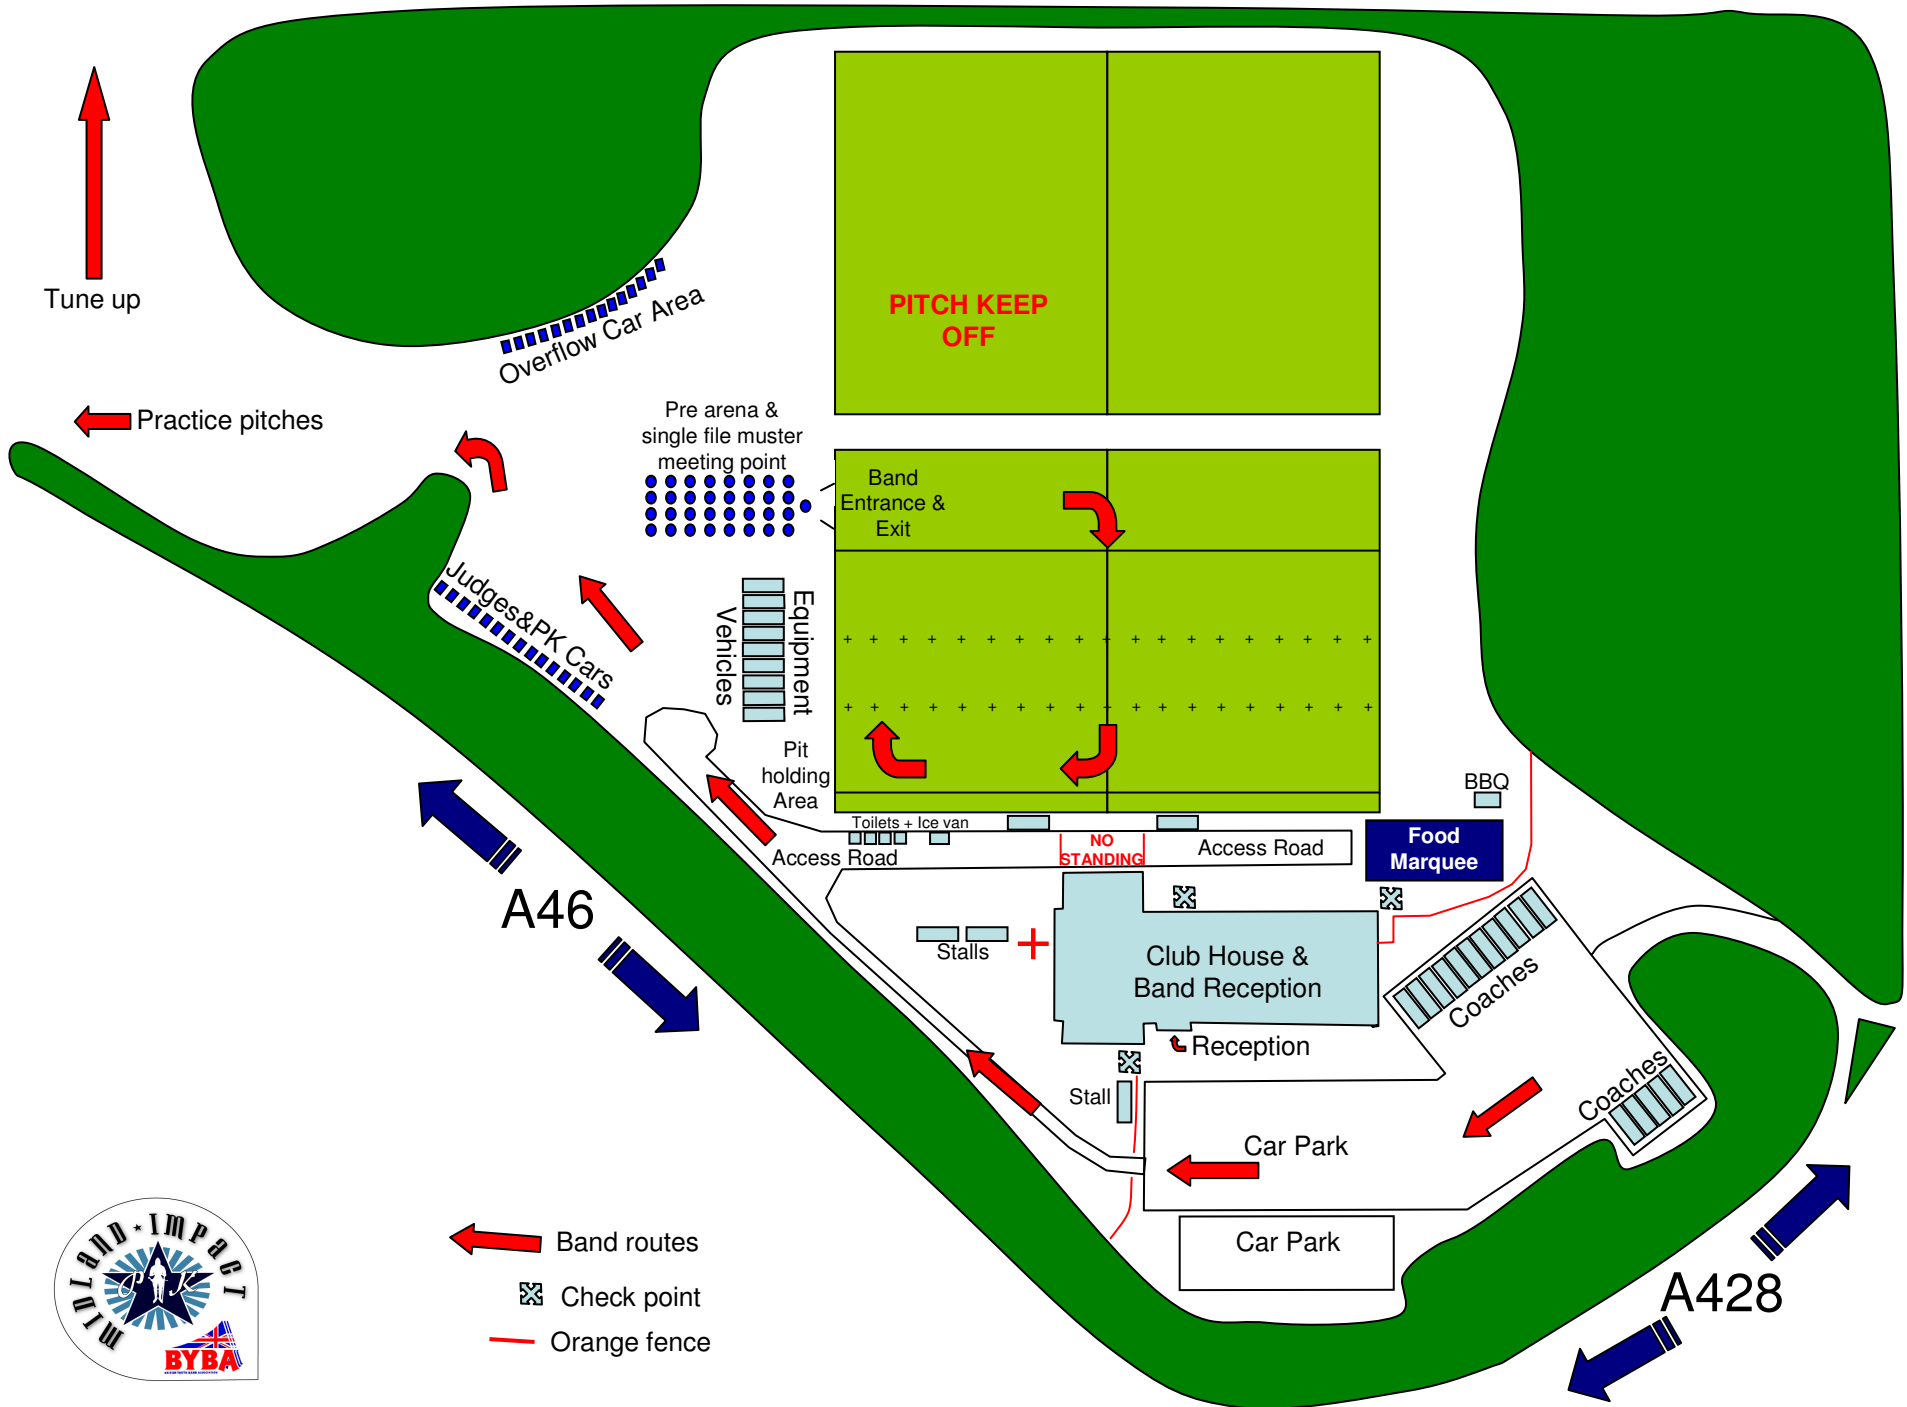 Tune up
Overflow Car Area
PITCH KEEP
OFF
Practice pitches
Pre arena &
single file muster
meeting point
Band
Entrance &
Exit
Judges&PK Cars
Equipment
Vehicles
Pit
holding
Area
BBQ
Toilets + Ice van
Access Road
NO
STANDING
Access Road
Food
Marquee
A46
Stalls
Club House &
Band Reception
Coaches
Reception
Stall
Coaches
Car Park
Car Park
A428
Band routes
Check point
Orange fence
MIDLAND ★ IMPACT
PK
BYBA